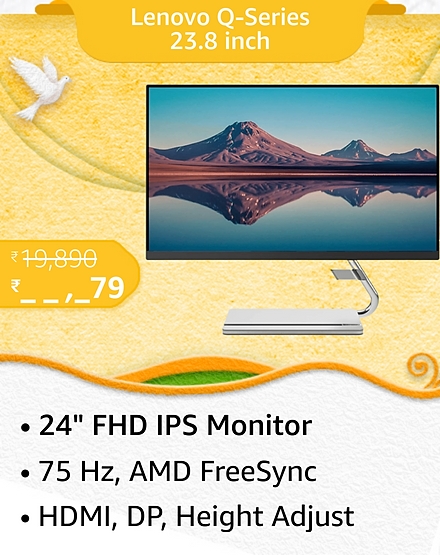 Lenovo Q-Series
23.8 inch
₹ 19,890
₹ _ _ ,_79
• 24" FHD IPS Monitor
• 75 Hz, AMD FreeSync
• HDMI, DP, Height Adjust